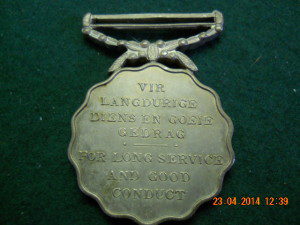 VIR
LANGDURIGE
DIENS EN GOEIE
GEDRAG
FOR LONG SERVICE
AND GOOD
CONDUCT
23-04-2014 12:39